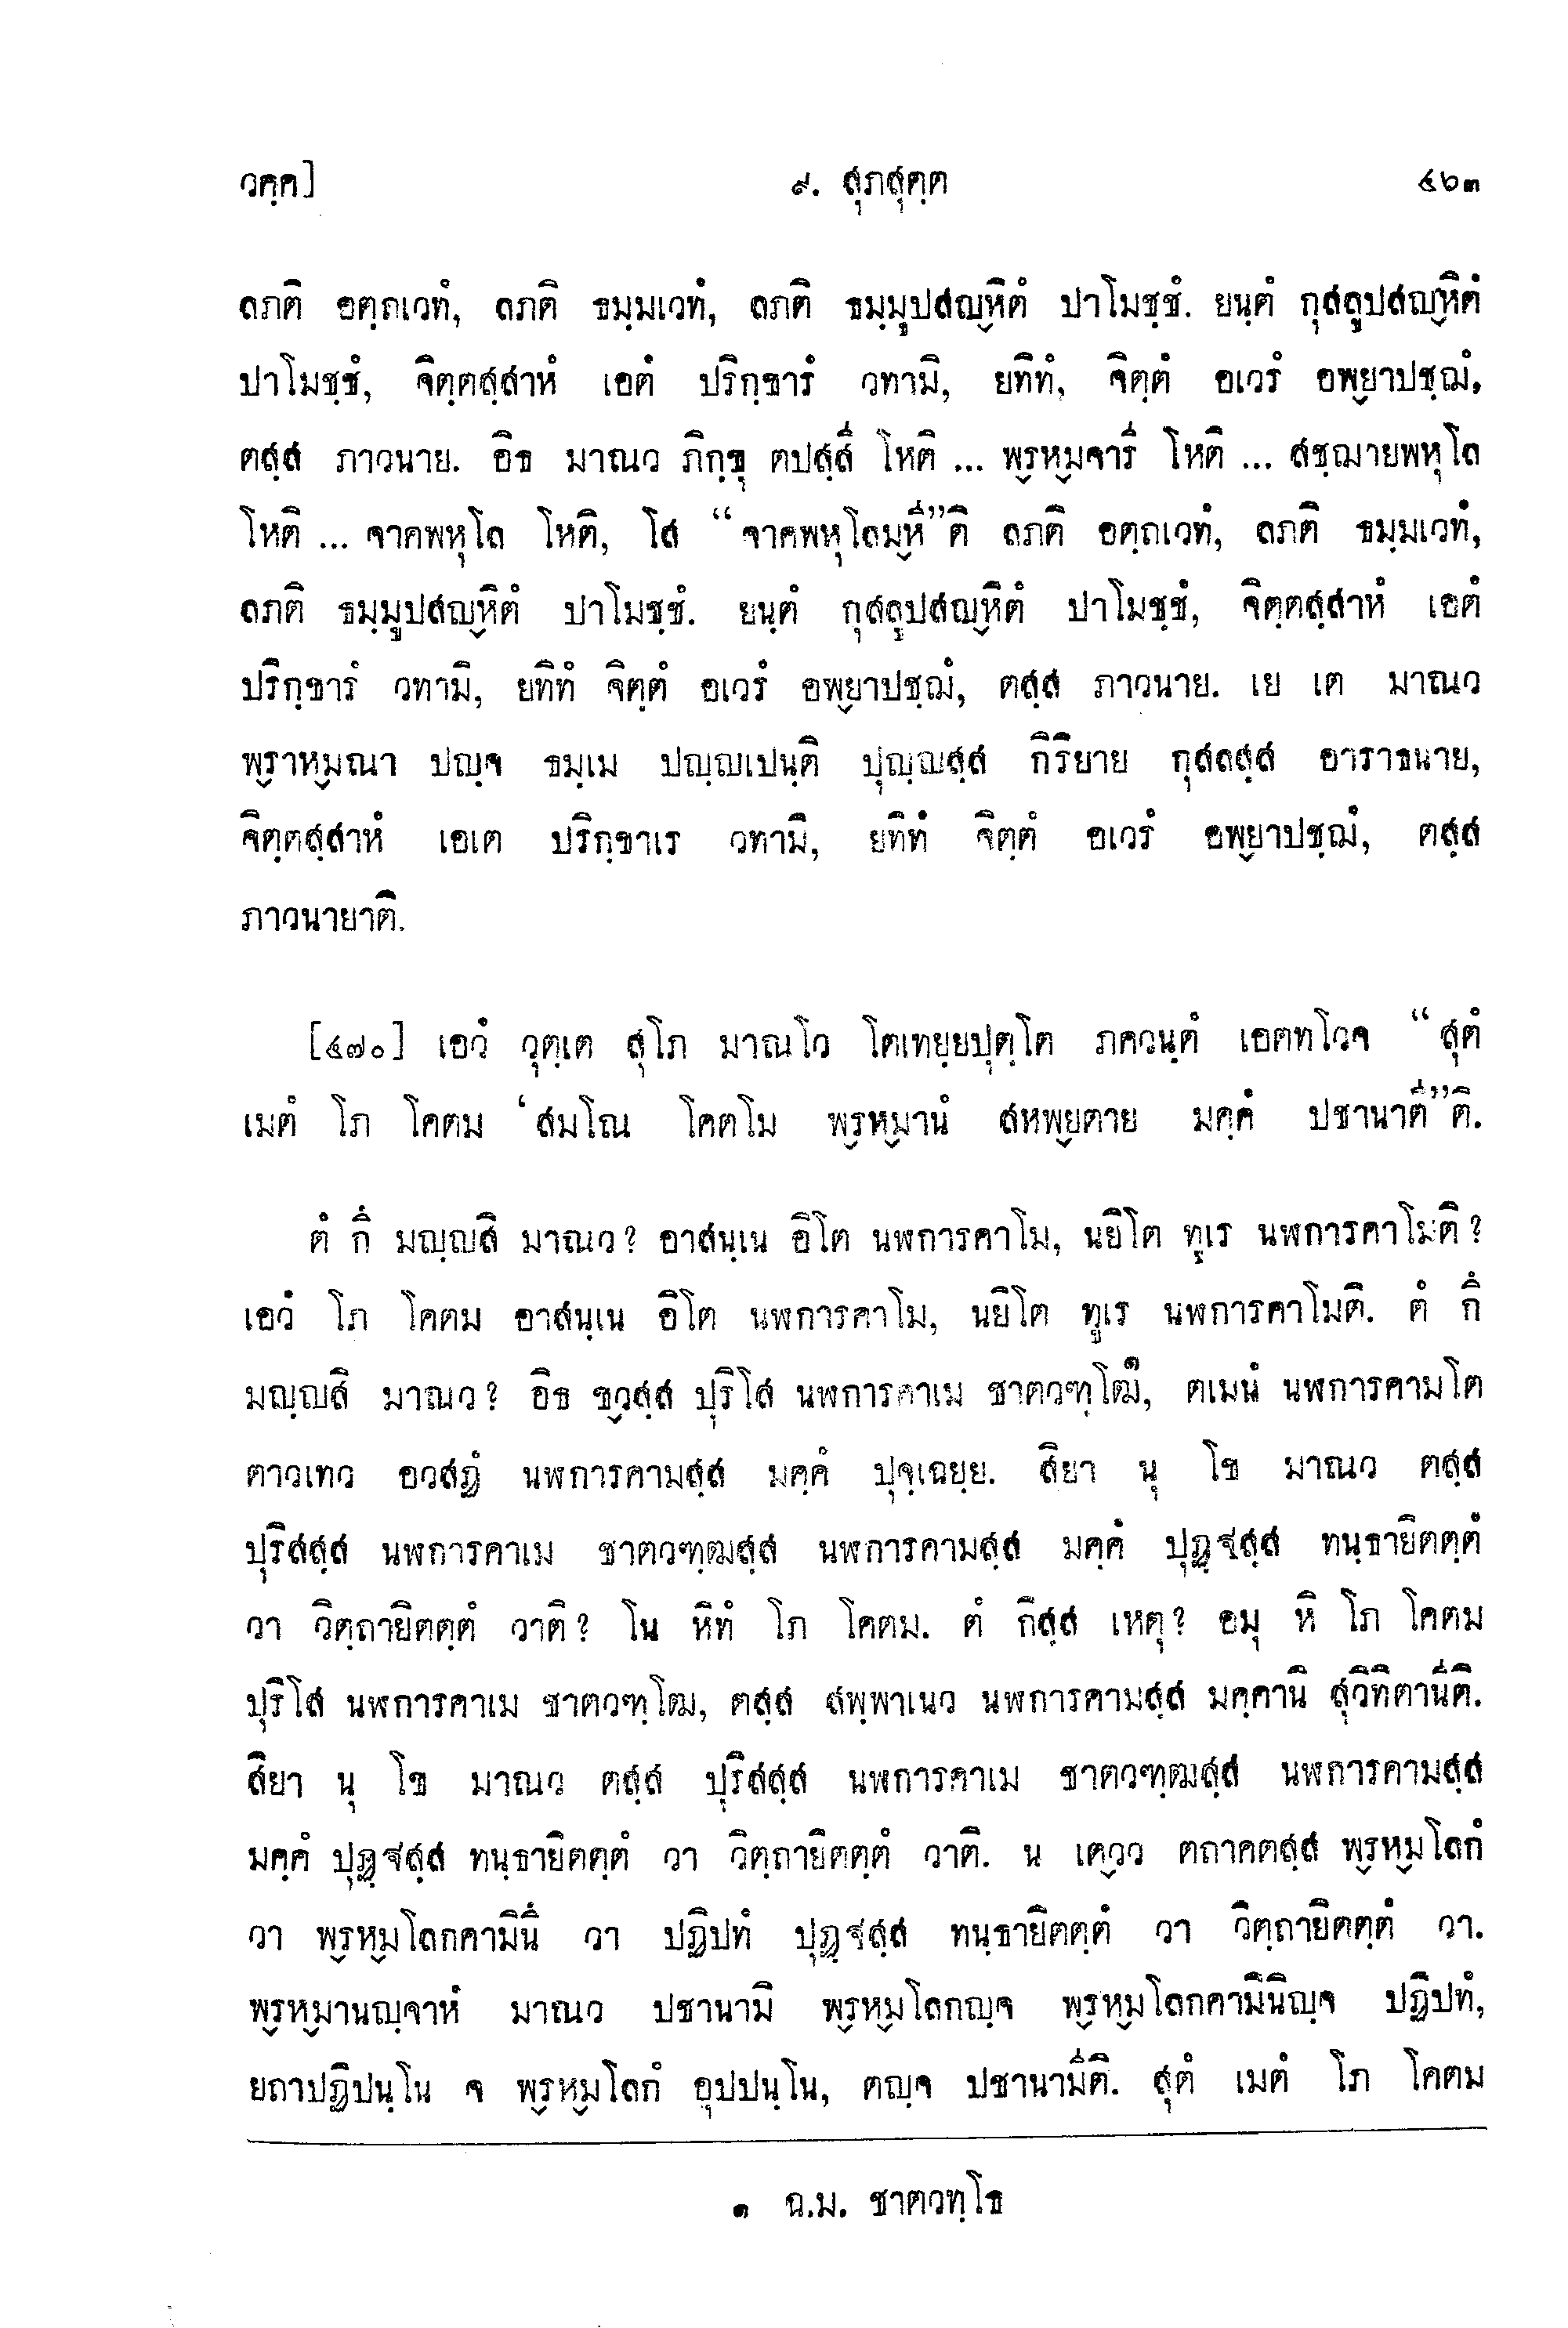 วคฺค] ๙. สุภสุตฺต ๔๖๓
ลภติ อตฺถเวทํ, ลภติ ธมฺมเวทํ, ลภติ ธมฺมูปสญฺหิตํ ปาโมชฺชํ. ยนฺตํ กุสลูปสญฺหิตํ
ปาโมชฺชํ, จิตฺตสฺสาหํ เอตํ ปริกฺขารํ วทามิ, ยทิทํ, จิตฺตํ อเวรํ อพฺยาปชฺฌํ,
ตสฺส ภาวนาย. อิธ มาณว ภิกฺขุ ตปสฺสี โหติ ... พฺรหฺมจารี โหติ ... สชฺฌายพหุโล
โหติ ... จาคพหุโล โหติ, โส “จาคพหุโลมฺหี”ติ ลภติ อตฺถเวทํ, ลภติ ธมฺมเวทํ,
ลภติ ธมฺมูปสญฺหิตํ ปาโมชฺชํ. ยนฺตํ กุสลูปสญฺหิตํ ปาโมชฺชํ, จิตฺตสฺสาหํ เอตํ
ปริกฺขารํ วทามิ, ยทิทํ จิตฺตํ อเวรํ อพฺยาปชฺฌํ, ตสฺส ภาวนาย. เย เต มาณว
พฺราหฺมณา ปญฺจ ธมฺเม ปญฺญเปนฺติ ปุญฺญสฺส กิริยาย กุสลสฺส อาราธนาย,
จิตฺตสฺสาหํ เอเต ปริกฺขาเร วทามิ, ยทิทํ จิตฺตํ อเวรํ อพฺยาปชฺฌํ, ตสฺส
ภาวนายาติ.
[๔๗๐] เอวํ วุตฺเต สุโภ มาณโว โตเทยฺยปุตฺโต ภควนฺตํ เอตทโวจ “สุตํ
เมตํ โภ โคตม ‘สมโณ โคตโม พฺรหฺมานํ สหพฺยตาย มคฺคํ ปชานาตี”ติ.
ตํ กึ มญฺญสิ มาณว? อาสนฺเน อิโต นฬการคาโม, นยิโต ทูเร นฬการคาโมติ?
เอวํ โภ โคตม อาสนฺเน อิโต นฬการคาโม, นยิโต ทูเร นฬการคาโมติ. ตํ กึ
มญฺญสิ มาณว? อิธ ขฺวสฺส ปุริโส นฬการคาเม ชาตวฑฺโฒ๑, ตเมนํ นฬการคามโต
ตาวเทว อวสฏํ นฬการคามสฺส มคฺคํ ปุจฺเฉยฺย. สิยา นุ โข มาณว ตสฺส
ปุริสสฺส นฬการคาเม ชาตวฑฺฒสฺส นฬการคามสฺส มคฺคํ ปุฏฺฐสฺส ทนฺธายิตตฺตํ
วา วิตฺถายิตตฺตํ วาติ? โน หิทํ โภ โคตม. ตํ กิสฺส เหตุ? อมุ หิ โภ โคตม
ปุริโส นฬการคาเม ชาตวฑฺโฒ, ตสฺส สพฺพาเนว นฬการคามสฺส มคฺคานิ สุวิทิตานีติ.
สิยา นุ โข มาณว ตสฺส ปุริสสฺส นฬการคาเม ชาตวฑฺฒสฺส นฬการคามสฺส
มคฺคํ ปุฏฺฐสฺส ทนฺธายิตตฺตํ วา วิตฺถายิตตฺตํ วาติ. น เตฺวว ตถาคตสฺส พฺรหฺมโลกํ
วา พฺรหฺมโลกคามินึ วา ปฏิปทํ ปุฏฺฐสฺส ทนฺธายิตตฺตํ วา วิตฺถายิตตฺตํ วา.
พฺรหฺมานญฺจาหํ มาณว ปชานามิ พฺรหฺมโลกญฺจ พฺรหฺมโลกคามินิญฺจ ปฏิปทํ,
ยถาปฏิปนฺโน จ พฺรหฺมโลกํ อุปปนฺโน, ตญฺจ ปชานามีติ. สุตํ เมตํ โภ โคตม
๑ ฉ.ม. ชาตวทฺโธ